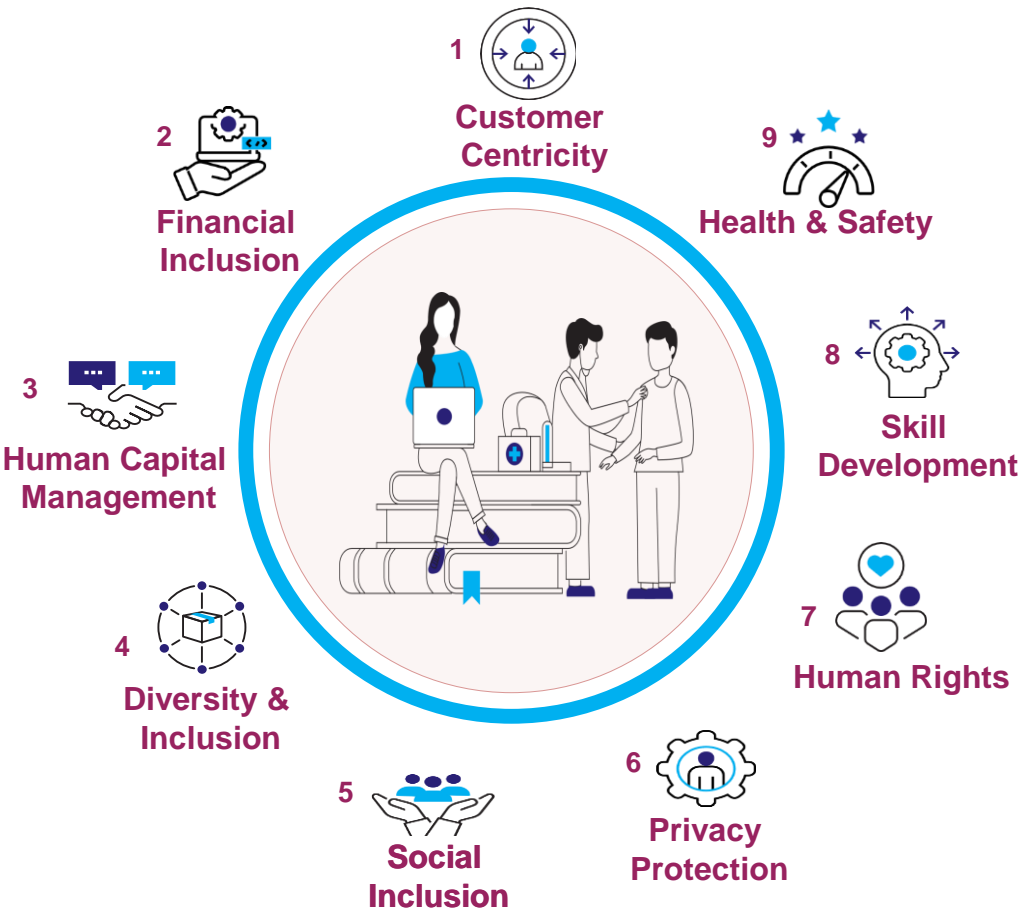 1
Customer
Centricity
2
Financial
Inclusion
3
Human Capital
Management
4
Diversity &
Inclusion
5
Social
Inclusion
6
Privacy
Protection
7
Human Rights
8
Skill
Development
9
Health & Safety